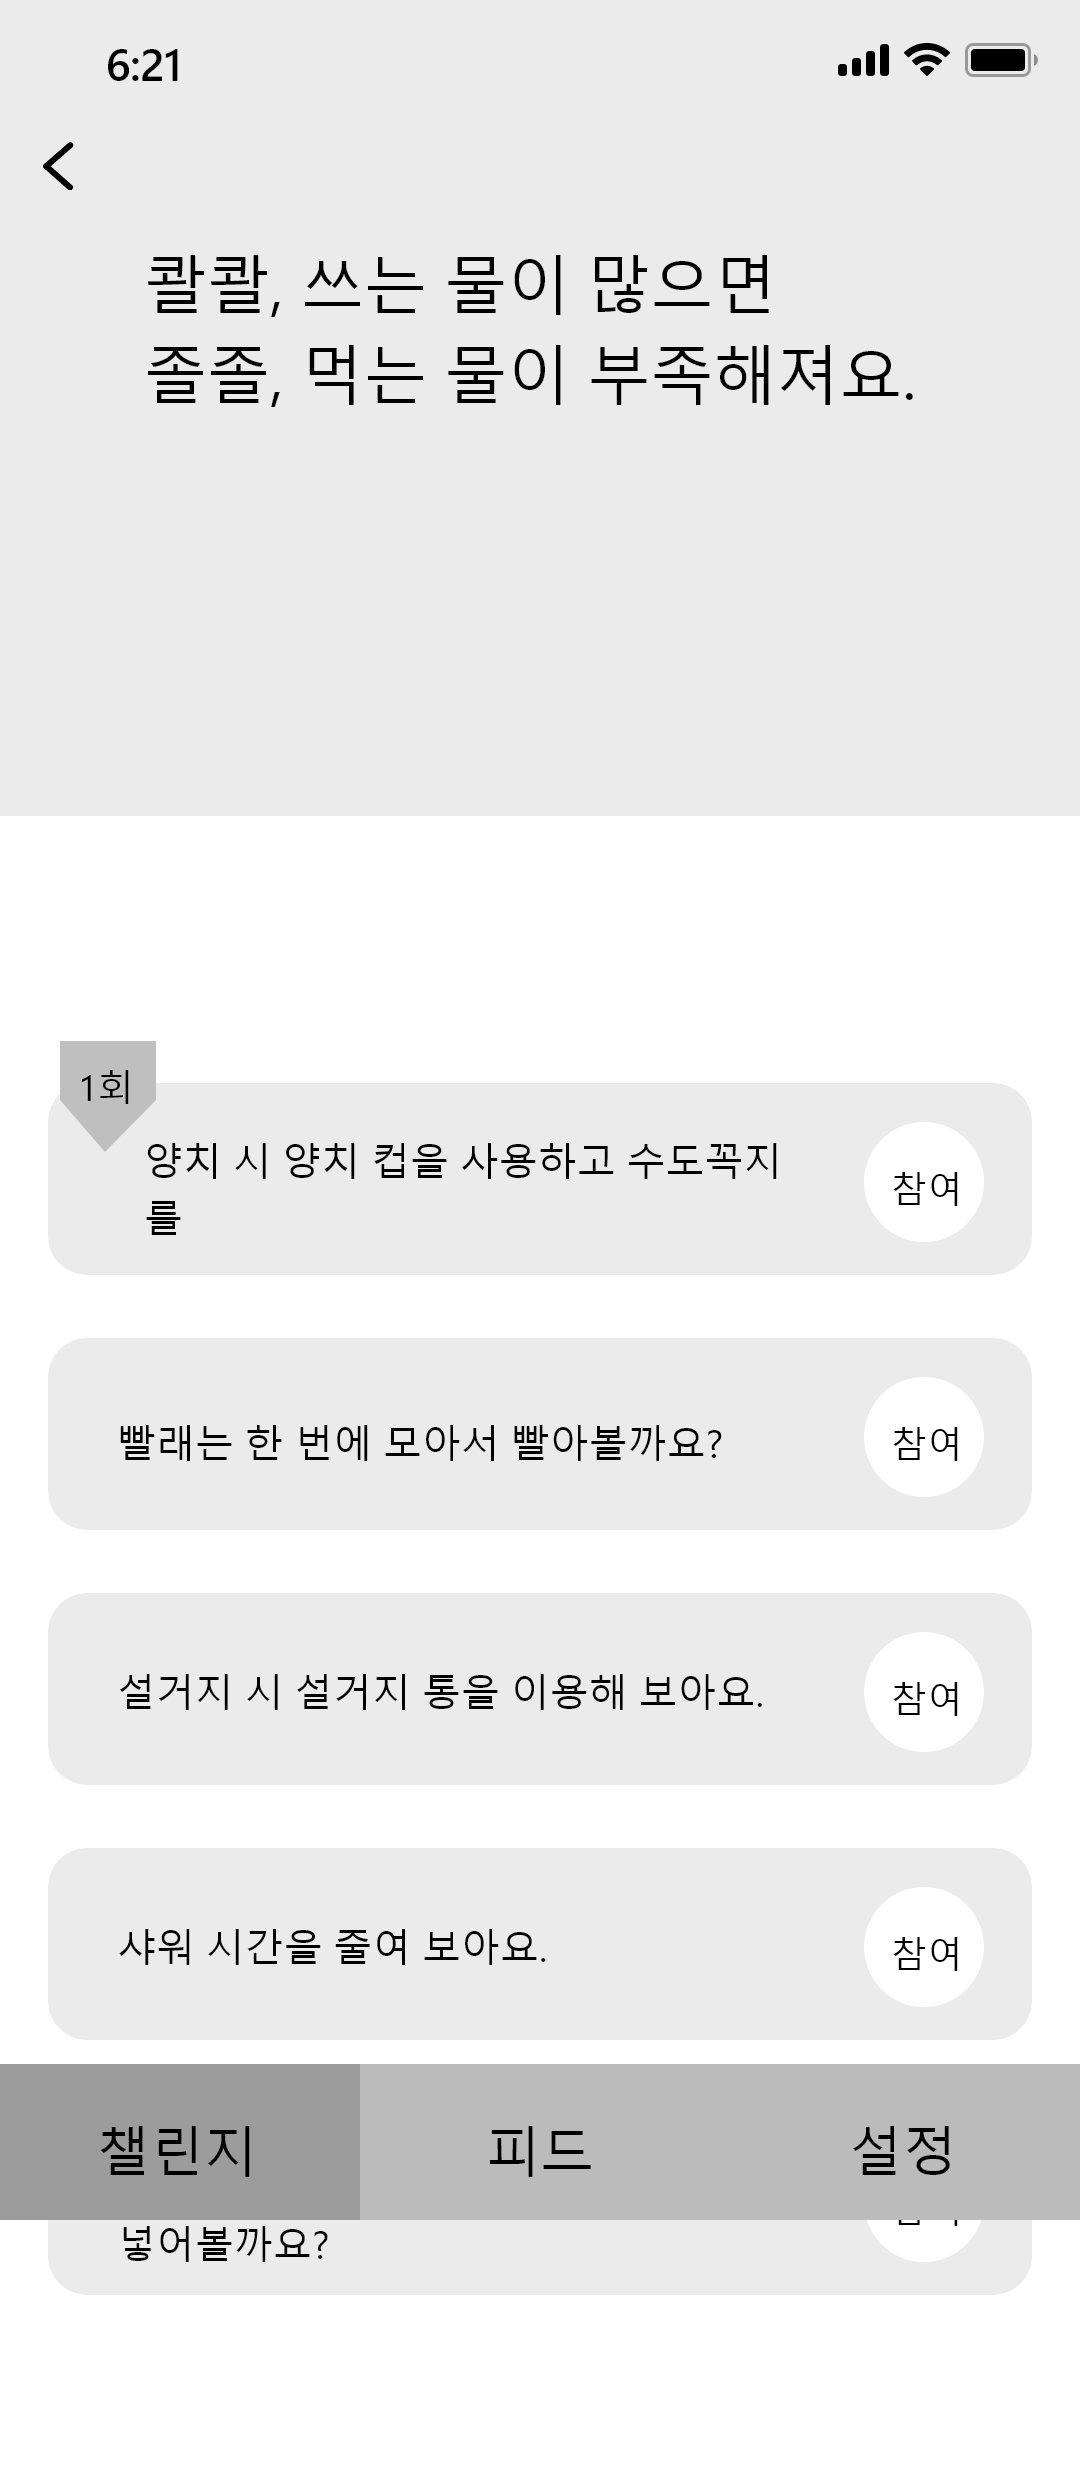 6:21
콸콸, 쓰는 물이 많으면
졸졸, 먹는 물이 부족해져요.
1회
양치 시 양치 컵을 사용하고 수도꼭지
를
참여
빨래는 한 번에 모아서 빨아볼까요?
참여
설거지 시 설거지 통을 이용해 보아요.
참여
샤워 시간을 줄여 보아요.
참여
챌린지
피드
설정
넣어볼까요?